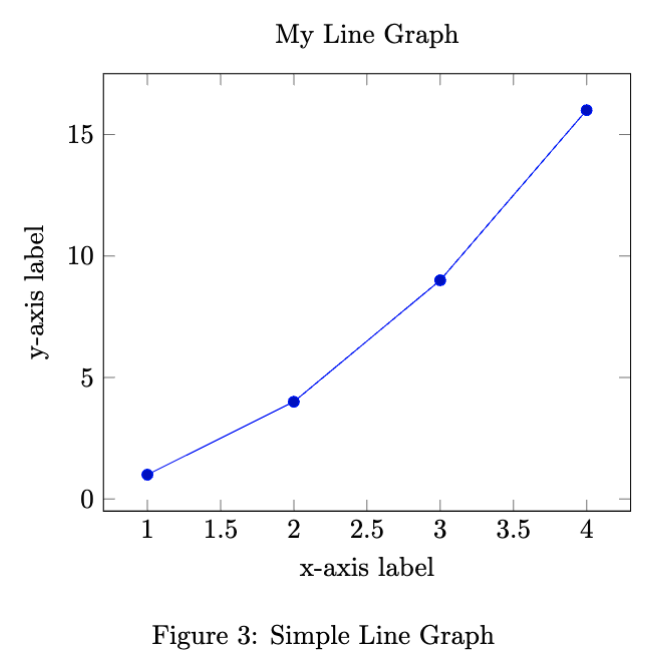 My Line Graph
15
10
5
0
y-axis label
1 1.5 2 2.5 3 3.5 4
x-axis label
Figure 3: Simple Line Graph